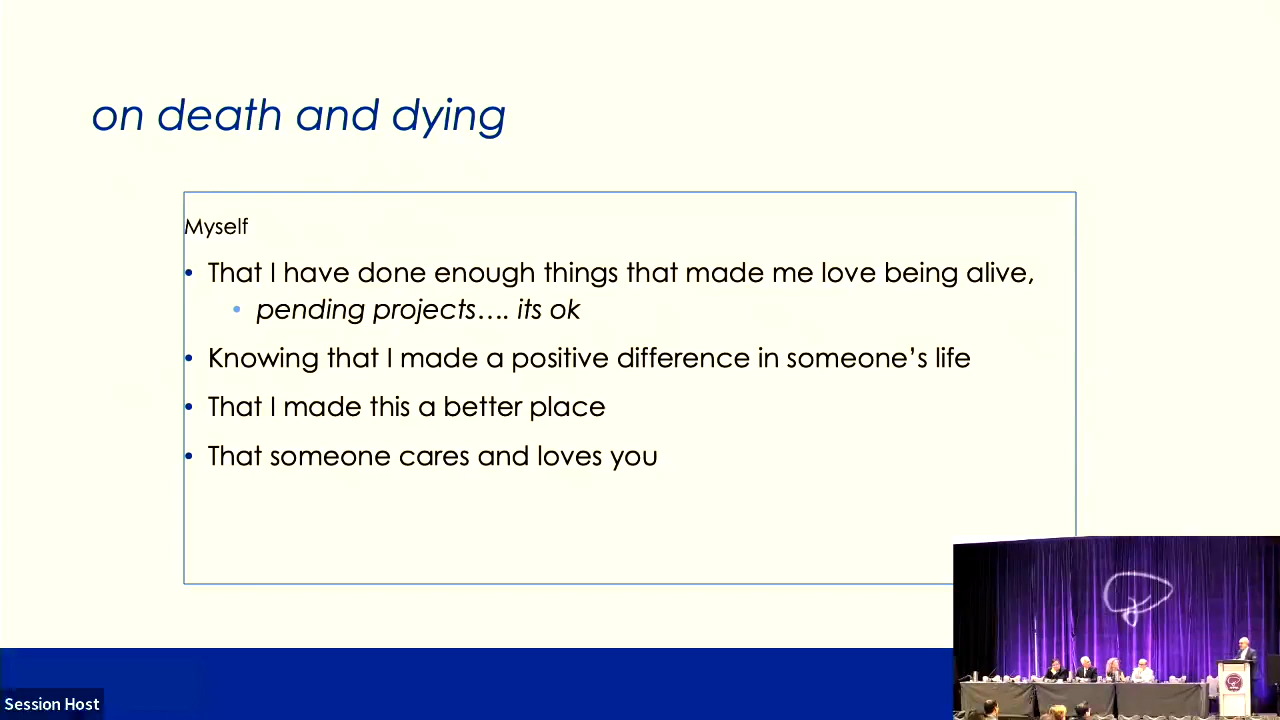 on death and dying
Myself
• That I have done enough things that made me love being alive,
• pending projects…. its ok
• Knowing that I made a positive difference in someone’s life
• That I made this a better place
• That someone cares and loves you
Session Host